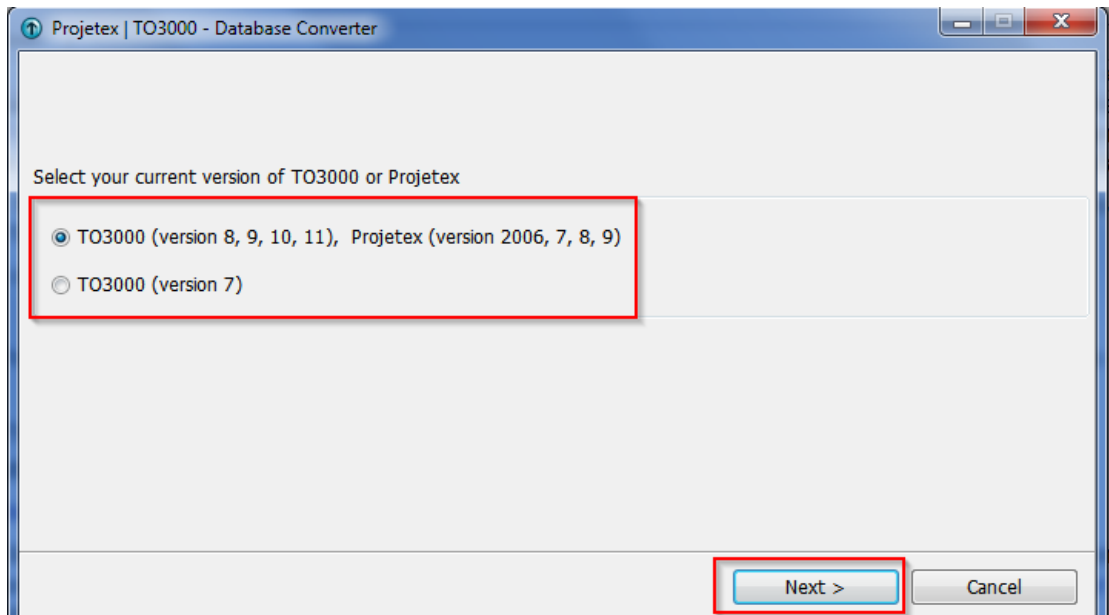 Projetex | TO3000 - Database Converter
Select your current version of TO3000 or Projetex
TO3000 (version 8, 9, 10, 11), Projetex (version 2006, 7, 8, 9)
TO3000 (version 7)
Next > Cancel